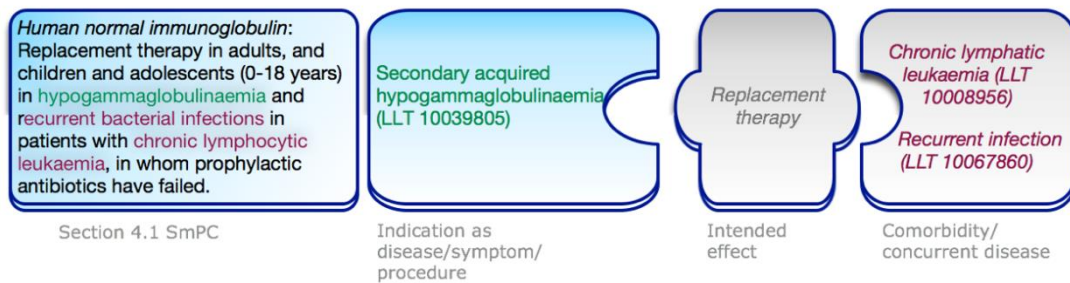 Human normal immunoglobulin:
Replacement therapy in adults, and
children and adolescents (0-18 years)
in hypogammaglobulinaemia and
recurrent bacterial infections in
patients with chronic lymphocytic
leukaemia, in whom prophylactic
antibiotics have failed.
Section 4.1 SmPC
Secondary acquired
hypogammaglobulinaemia
(LLT 10039805)
Indication as
disease/symptom/
procedure
Replacement
therapy
Intended
effect
Chronic lymphatic
leukaemia (LLT
10008956)
Recurrent infection
(LLT 10067860)
Comorbidity/
concurrent disease